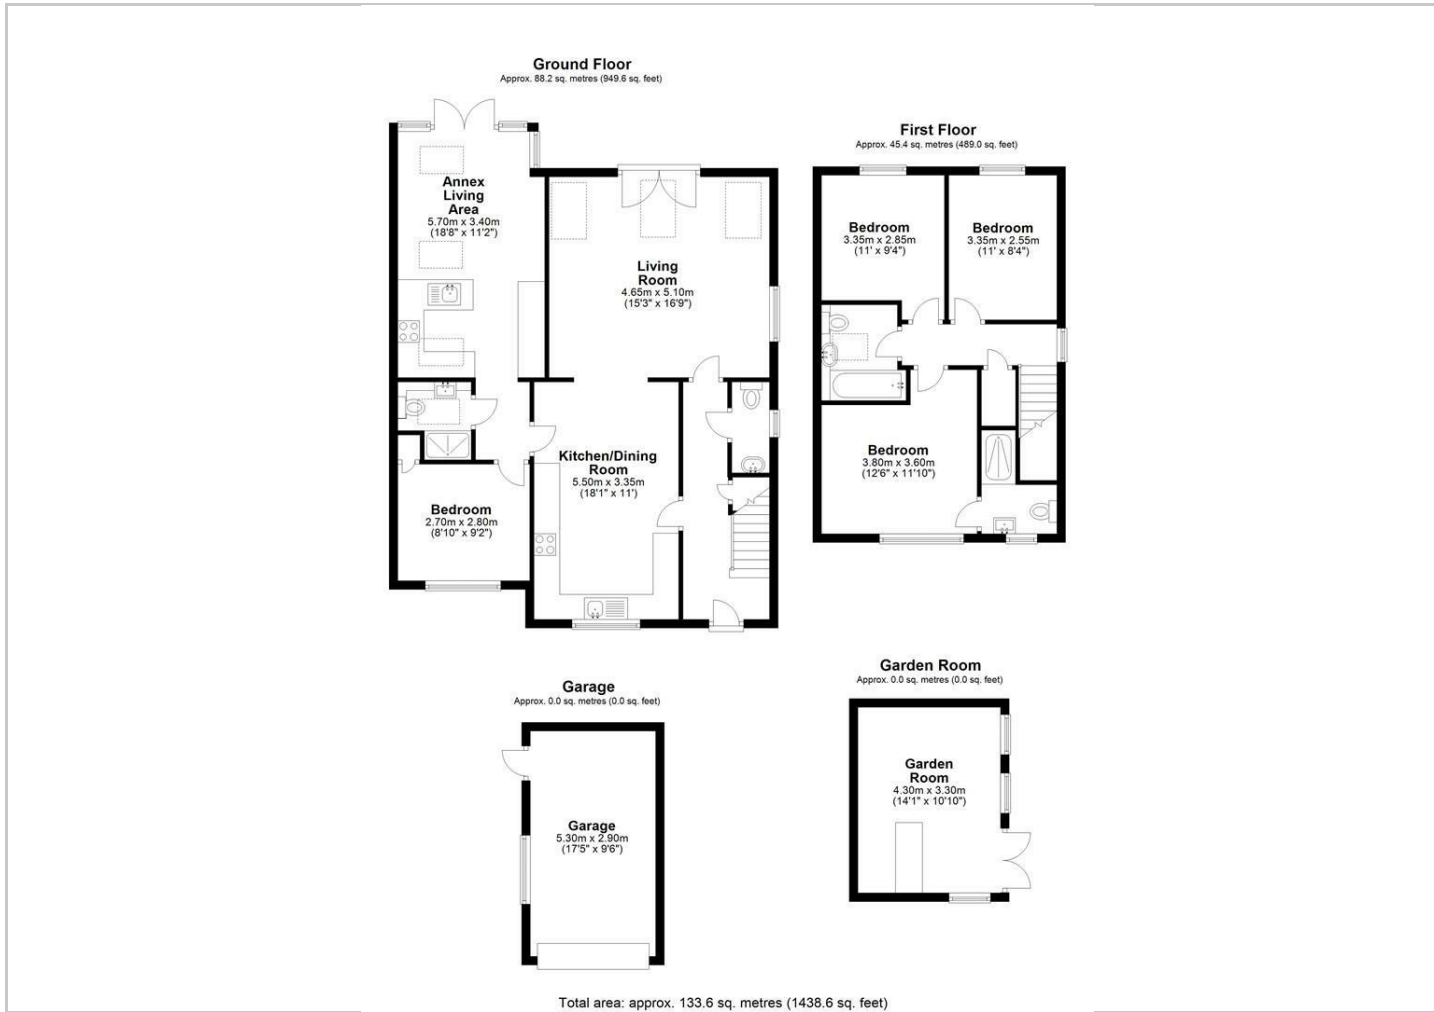 Ground Floor
Approx. 88.2 sq. metres (949.6 sq. feet)
Annex
Living
Area
5.70m x 3.40m
(18'8" x 11'2")
Living
Room
4.65m x 5.10m
(15'3" x 16'9")
Kitchen/Dining
Room
5.50m x 3.35m
(18'1" x 11')
Bedroom
2.70m x 2.80m
(8'10" x 9'2")
First Floor
Approx. 45.4 sq. metres (489.0 sq. feet)
Bedroom
3.35m x 2.85m
(11' x 9'4")
Bedroom
3.35m x 2.55m
(11' x 8'4")
Bedroom
3.80m x 3.60m
(12'6" x 11'10")
Garage
Approx. 0.0 sq. metres (0.0 sq. feet)
Garage
5.30m x 2.90m
(17'5" x 9'6")
Garden Room
Approx. 0.0 sq. metres (0.0 sq. feet)
Garden
Room
4.30m x 3.30m
(14'1" x 10'10")
Total area: approx. 133.6 sq. metres (1438.6 sq. feet)